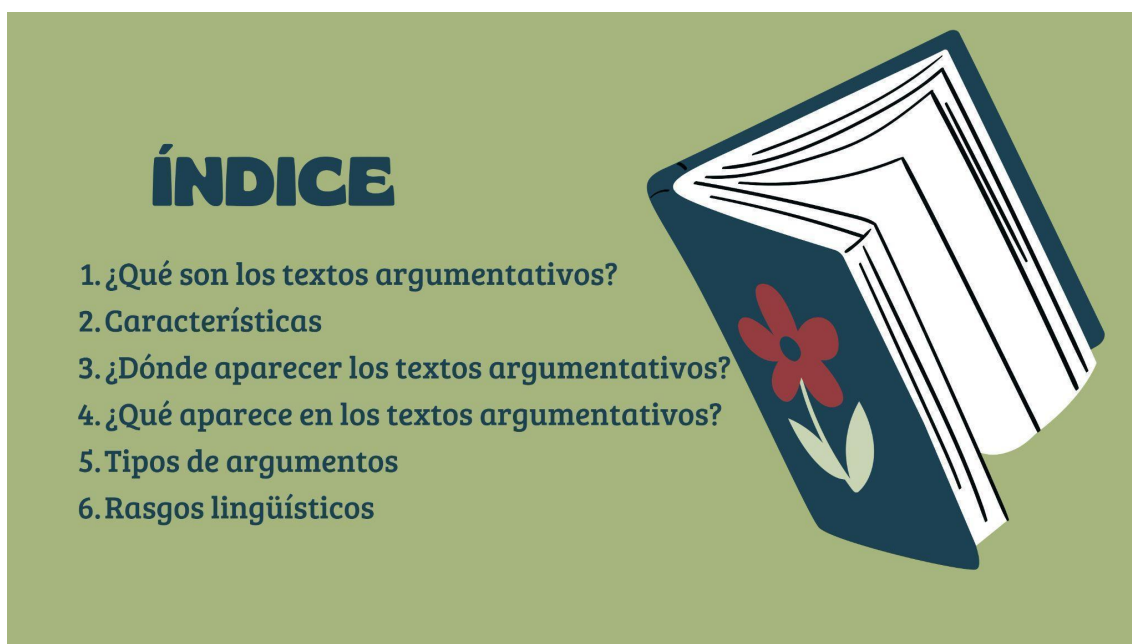 ÍNDICE
1. ¿Qué son los textos argumentativos?
2. Características
3. ¿Dónde aparecer los textos argumentativos?
4. ¿Qué aparece en los textos argumentativos?
5. Tipos de argumentos
6. Rasgos lingüísticos